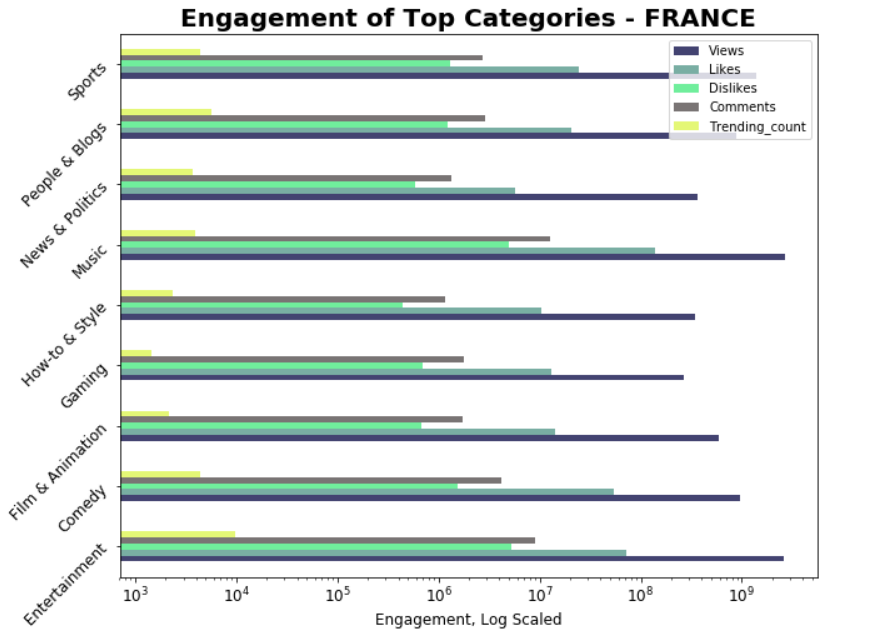 Engagement of Top Categories - FRANCE
Views
Likes
Dislikes
Comments
Trending_count
Sports
People & Blogs
News & Politics
Music
How-to & Style
Gaming
Film & Animation
Comedy
Entertainment
10³ 10⁴ 10⁵ 10⁶ 10⁷ 10⁸ 10⁹
Engagement, Log Scaled